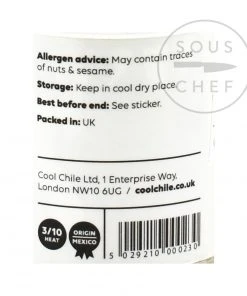 SOUS
CHEF
Allergen advice: May contain traces
of nuts & sesame.
Storage: Keep in cool dry place.
Best before end: See sticker.
Packed in: UK
Cool Chile Ltd, 1 Enterprise Way,
London NW10 6UG / coolchile.co.uk
3/10
HEAT
ORIGIN
MEXICO
5 029210 000230